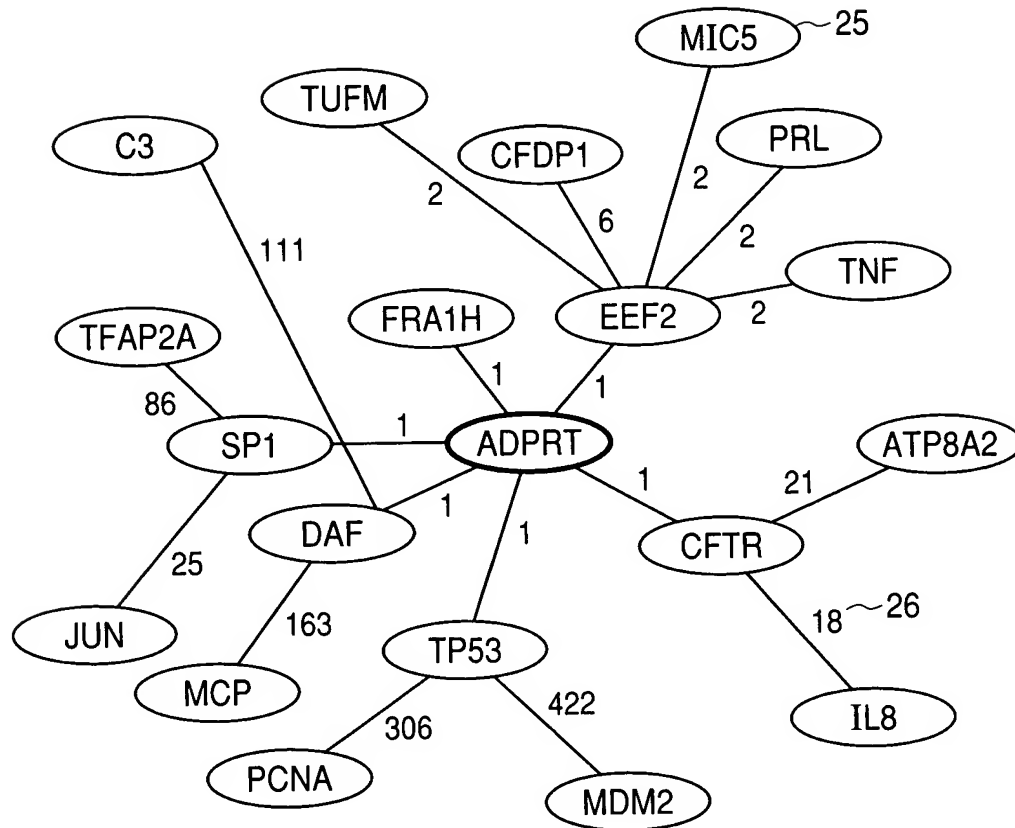 MIC5 25
TUFM
C3
CFDP1
PRL
2
2
6
2
111
TNF
2
FRA1H
EEF2
TFAP2A
1
1
86
SP1
1
ADPRT
ATP8A2
1
1
21
DAF
1
CFTR
25
18 26
163
JUN
TP53
MCP
422
IL8
306
PCNA
MDM2